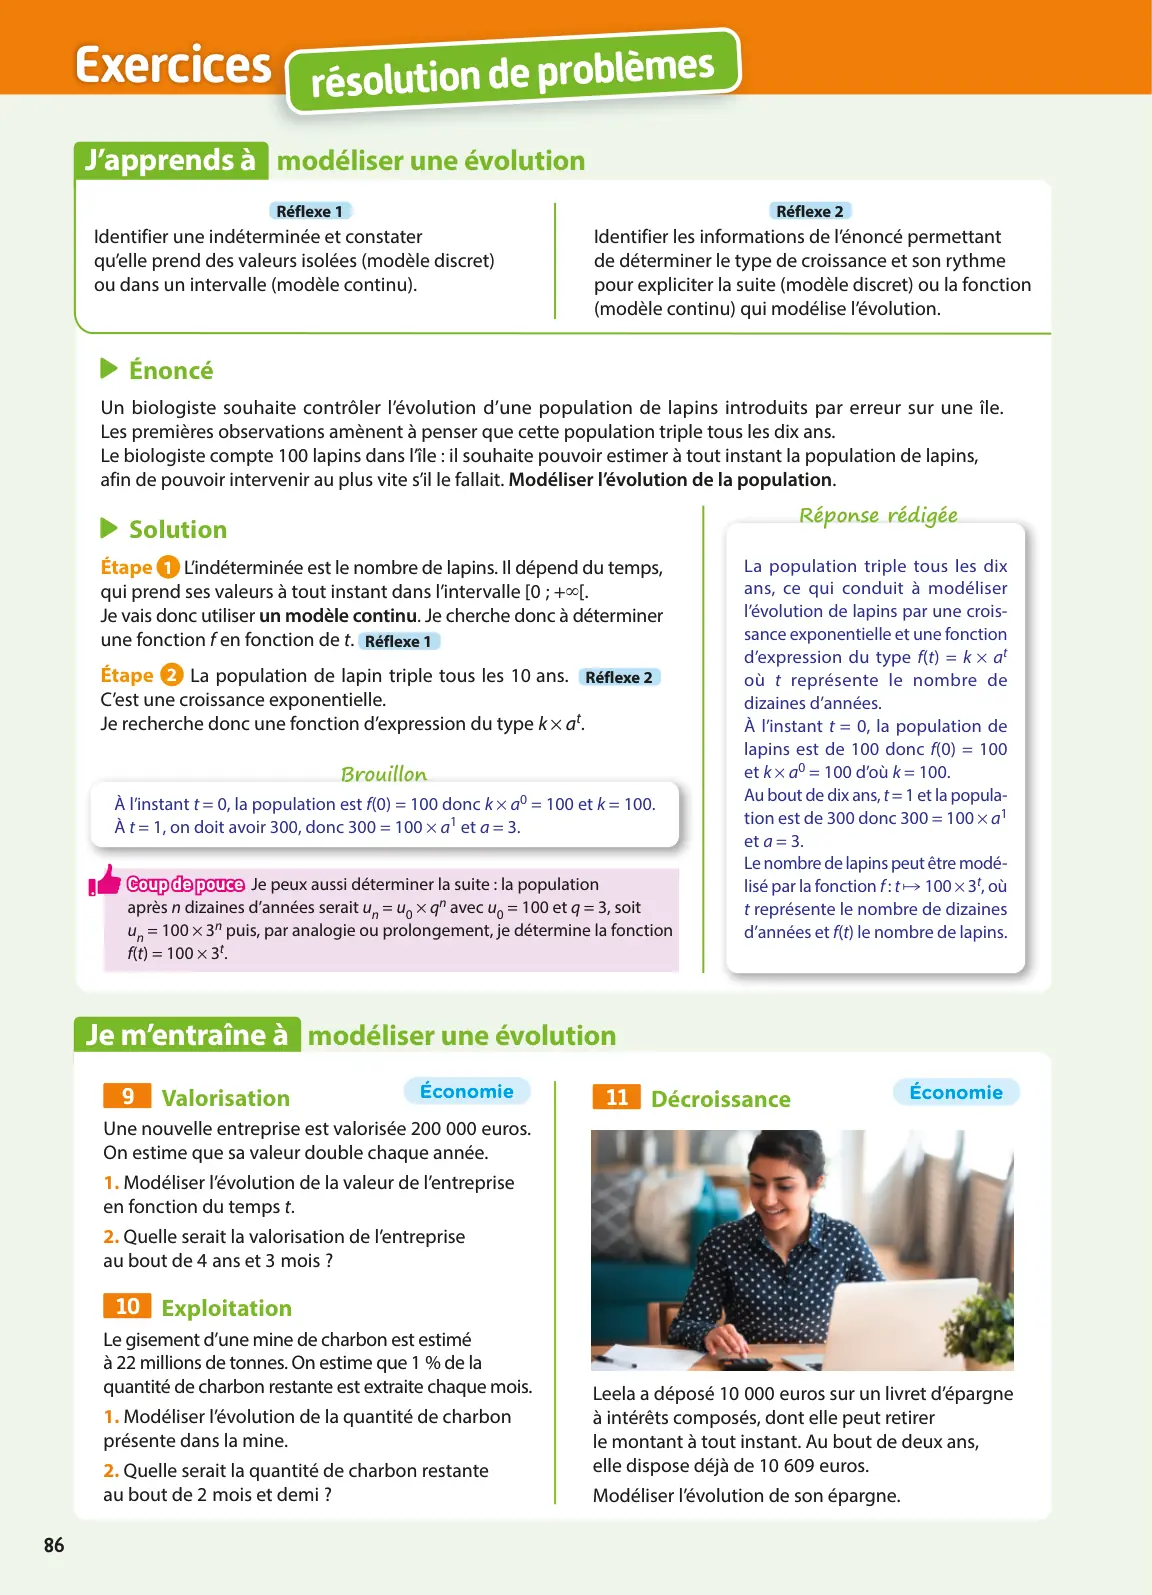 Exercices résolution de problèmes
J'apprends à modéliser une évolution
Réflexe 1
Identifier une indéterminée et constater
qu'elle prend des valeurs isolées (modèle discret)
ou dans un intervalle (modèle continu).
Réflexe 2
Identifier les informations de l'énoncé permettant
de déterminer le type de croissance et son rythme
pour expliciter la suite (modèle discret) ou la fonction
(modèle continu) qui modélise l'évolution.
Énoncé
Un biologiste souhaite contrôler l'évolution d'une population de lapins introduits par erreur sur une île.
Les premières observations amènent à penser que cette population triple tous les dix ans.
Le biologiste compte 100 lapins dans l'île : il souhaite pouvoir estimer à tout instant la population de lapins,
afin de pouvoir intervenir au plus vite s'il le fallait. Modéliser l'évolution de la population.
Solution
Étape 1 L'indéterminée est le nombre de lapins. Il dépend du temps,
qui prend ses valeurs à tout instant dans l'intervalle [0 ; +∞[.
Je vais donc utiliser un modèle continu. Je cherche donc à déterminer
une fonction f en fonction de t. Réflexe 1
Étape 2 La population de lapin triple tous les 10 ans. Réflexe 2
C'est une croissance exponentielle.
Je recherche donc une fonction d'expression du type k × aᵗ.
Brouillon
À l'instant t = 0, la population est f(0) = 100 donc k × a⁰ = 100 et k = 100.
À t = 1, on doit avoir 300, donc 300 = 100 × a¹ et a = 3.
Coup de pouce Je peux aussi déterminer la suite : la population
après n dizaines d'années serait uₙ = u₀ × qⁿ avec u₀ = 100 et q = 3, soit
uₙ = 100 × 3ⁿ puis, par analogie ou prolongement, je détermine la fonction
f(t) = 100 × 3ᵗ.
Réponse rédigée
La population triple tous les dix
ans, ce qui conduit à modéliser
l'évolution de lapins par une crois-
sance exponentielle et une fonction
d'expression du type f(t) = k × aᵗ
où t représente le nombre de
dizaines d'années.
À l'instant t = 0, la population de
lapins est de 100 donc f(0) = 100
et k × a⁰ = 100 d'où k = 100.
Au bout de dix ans, t = 1 et la popula-
tion est de 300 donc 300 = 100 × a¹
et a = 3.
Le nombre de lapins peut être modé-
lisé par la fonction f : t ↦ 100 × 3ᵗ, où
t représente le nombre de dizaines
d'années et f(t) le nombre de lapins.
Je m'entraîne à modéliser une évolution
9 Valorisation Économie
Une nouvelle entreprise est valorisée 200 000 euros.
On estime que sa valeur double chaque année.
1. Modéliser l'évolution de la valeur de l'entreprise
en fonction du temps t.
2. Quelle serait la valorisation de l'entreprise
au bout de 4 ans et 3 mois ?
10 Exploitation
Le gisement d'une mine de charbon est estimé
à 22 millions de tonnes. On estime que 1 % de la
quantité de charbon restante est extraite chaque mois.
1. Modéliser l'évolution de la quantité de charbon
présente dans la mine.
2. Quelle serait la quantité de charbon restante
au bout de 2 mois et demi ?
11 Décroissance Économie
Leela a déposé 10 000 euros sur un livret d'épargne
à intérêts composés, dont elle peut retirer
le montant à tout instant. Au bout de deux ans,
elle dispose déjà de 10 609 euros.
Modéliser l'évolution de son épargne.
86